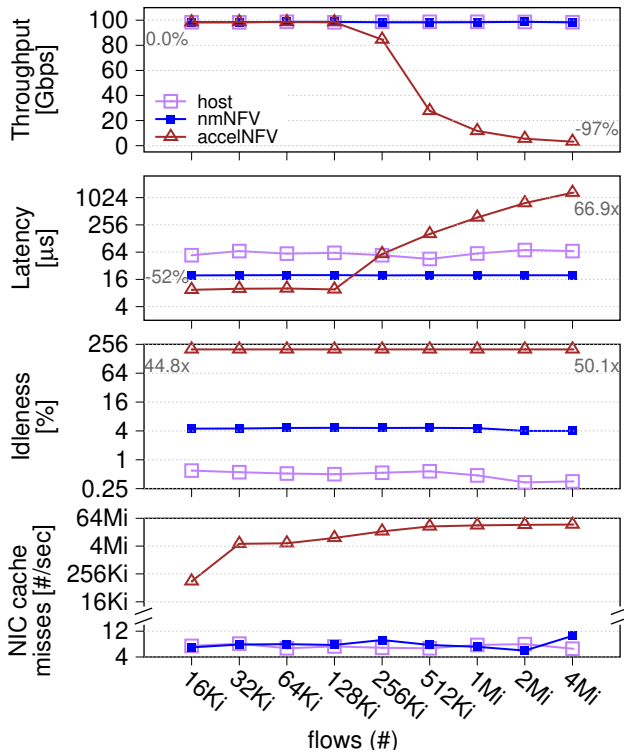 Throughput
[Gbps]
100
80
60
40
20
0
0.0%
-97%
host
nmNFV
accelNFV
Latency
[µs]
1024
256
64
16
4
-52%
66.9x
Idleness
[%]
256
64
16
4
1
0.25
44.8x
50.1x
NIC cache
misses [#/sec]
64Mi
4Mi
256Ki
16Ki
12
4
16Ki
32Ki
64Ki
128Ki
256Ki
512Ki
1Mi
2Mi
4Mi
flows (#)